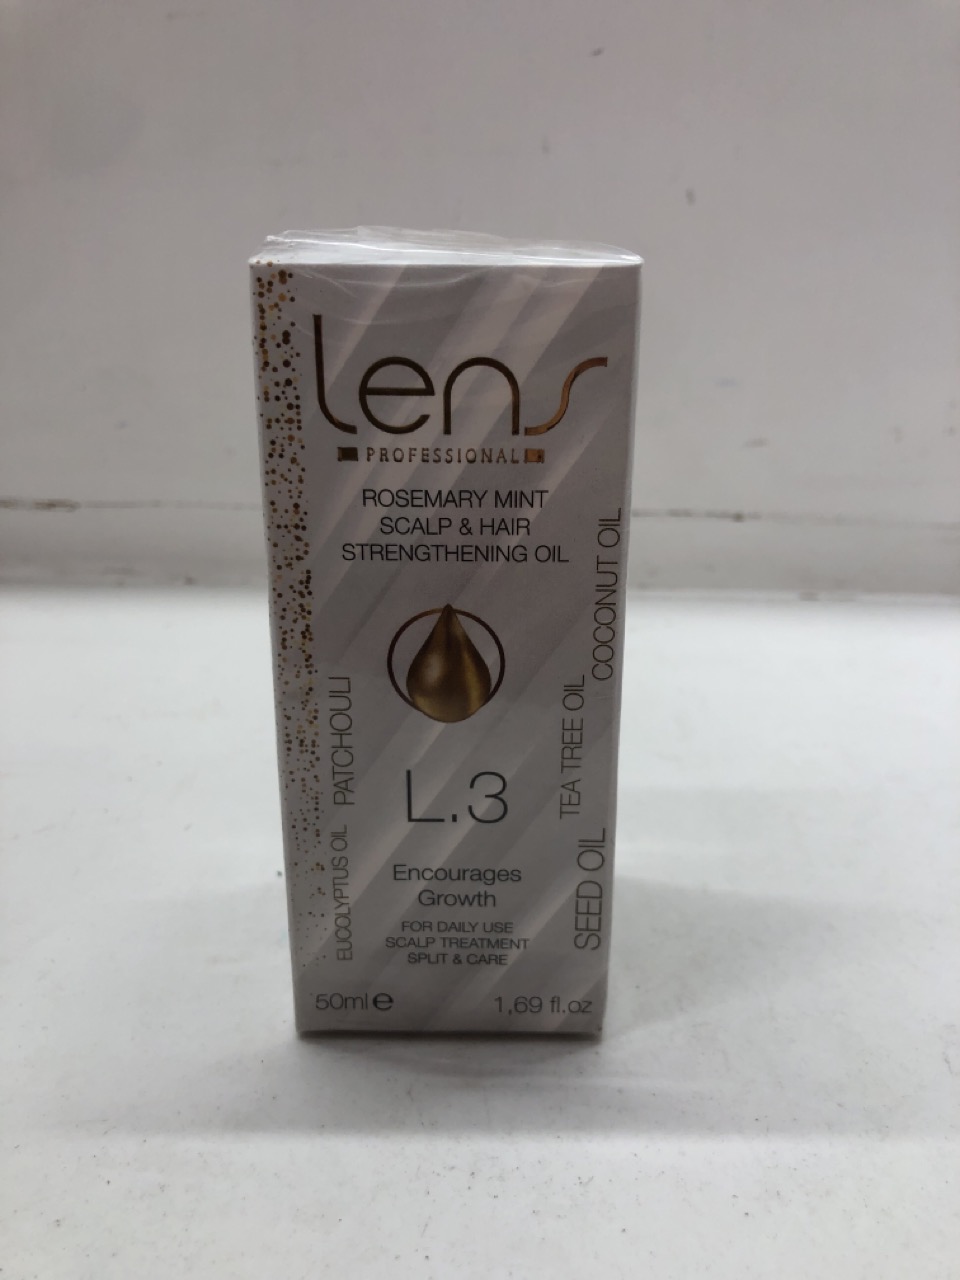 lens
PROFESSIONAL
ROSEMARY MINT
SCALP & HAIR
STRENGTHENING OIL
COCONUT OIL
PATCHOULI
TEA TREE OIL
L.3
EUCOLYPTUS OIL
SEED OIL
Encourages
Growth
FOR DAILY USE
SCALP TREATMENT
SPLIT & CARE
50ml e
1,69 fl.oz